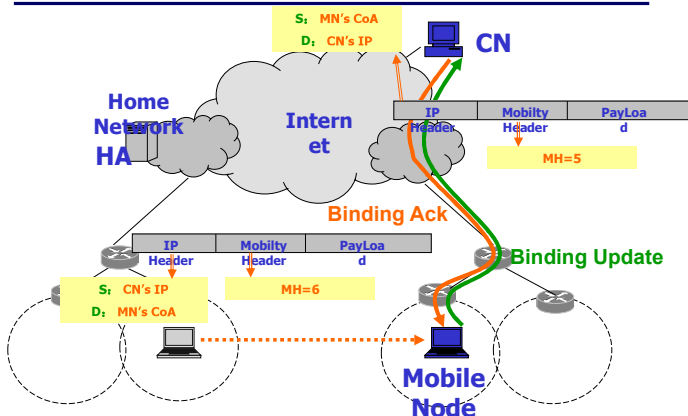 S: MN's CoA
D: CN's IP
CN
Home
Network
HA
Intern
et
IP
Header
Mobilty
Header
PayLoa
d
MH=5
Binding Ack
IP
Header
Mobilty
Header
PayLoa
d
Binding Update
S: CN's IP
D: MN's CoA
MH=6
Mobile
Node